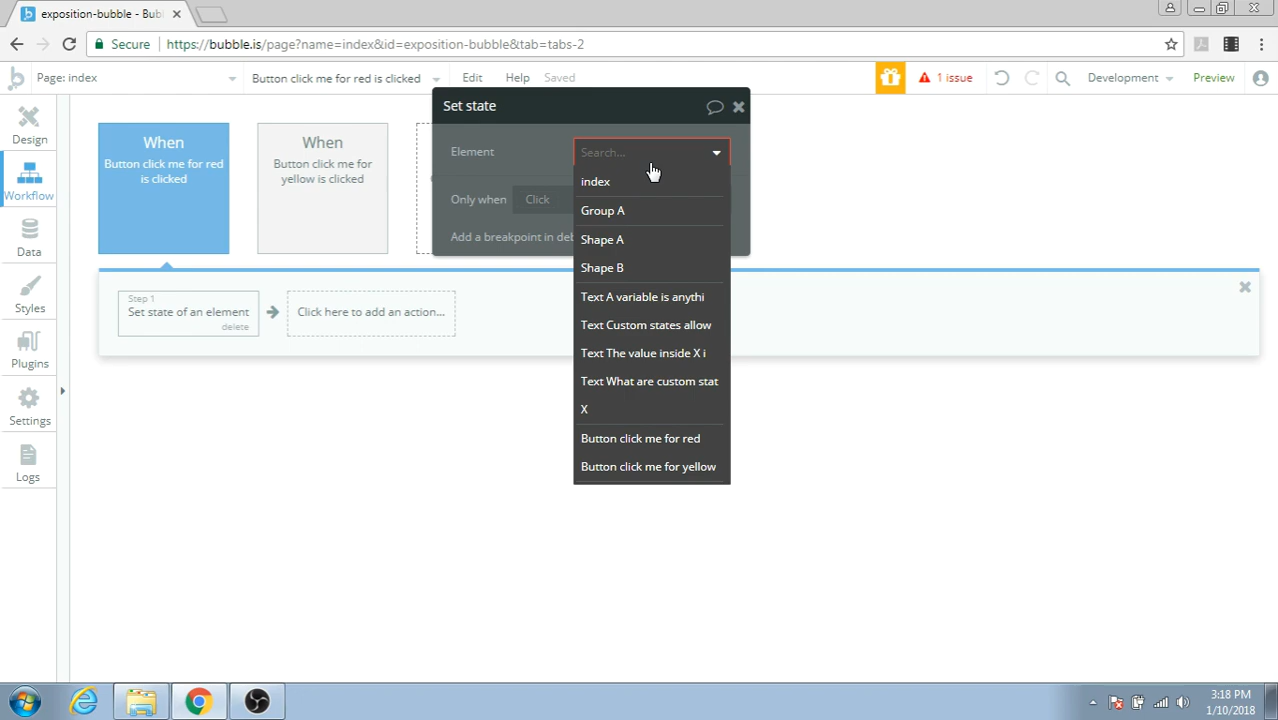 exposition-bubble - Bub
Secure
https://bubble.is/page?name=index&id=exposition-bubble&tab=tabs-2
Page: index
Button click me for red is clicked
Edit
Help
Saved
1 issue
Development
Preview
Design
Workflow
Data
Styles
Plugins
Settings
Logs
When
Button click me for red
is clicked
When
Button click me for
yellow is clicked
Set state
Element
Search...
Only when
Click
Add a breakpoint in deb
index
Group A
Shape A
Shape B
Text A variable is anythi
Text Custom states allow
Text The value inside X i
Text What are custom stat
X
Button click me for red
Button click me for yellow
Step 1
Set state of an element
delete
Click here to add an action...
3:18 PM
1/10/2018